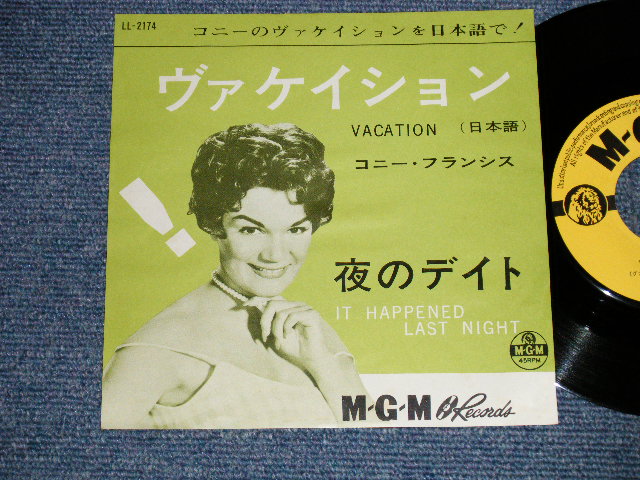 LL-2174
コニーのヴァケイションを日本語で!
ヴァケイション
VACATION (日本語)
コニー・フランシス
!
夜のデイト
IT HAPPENED
LAST NIGHT
M-G-M
45RPM
M-G-M Records
M-G-M